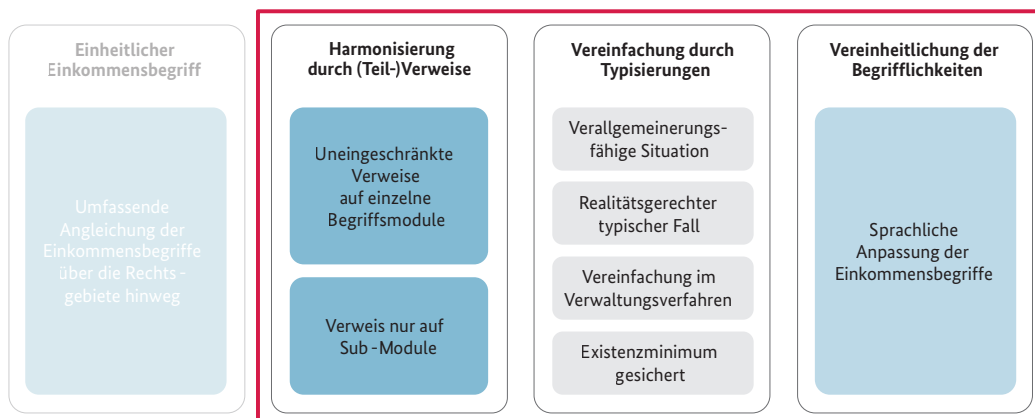 Einheitlicher
Einkommensbegriff
Umfassende
Angleichung der
Einkommensbegriffe
über die Rechts-
gebiete hinweg
Harmonisierung
durch (Teil-)Verweise
Uneingeschränkte
Verweise
auf einzelne
Begriffsmodule
Verweis nur auf
Sub-Module
Vereinfachung durch
Typisierungen
Verallgemeinerungs-
fähige Situation
Realitätsgerechter
typischer Fall
Vereinfachung im
Verwaltungsverfahren
Existenzminimum
gesichert
Vereinheitlichung der
Begrifflichkeiten
Sprachliche
Anpassung der
Einkommensbegriffe